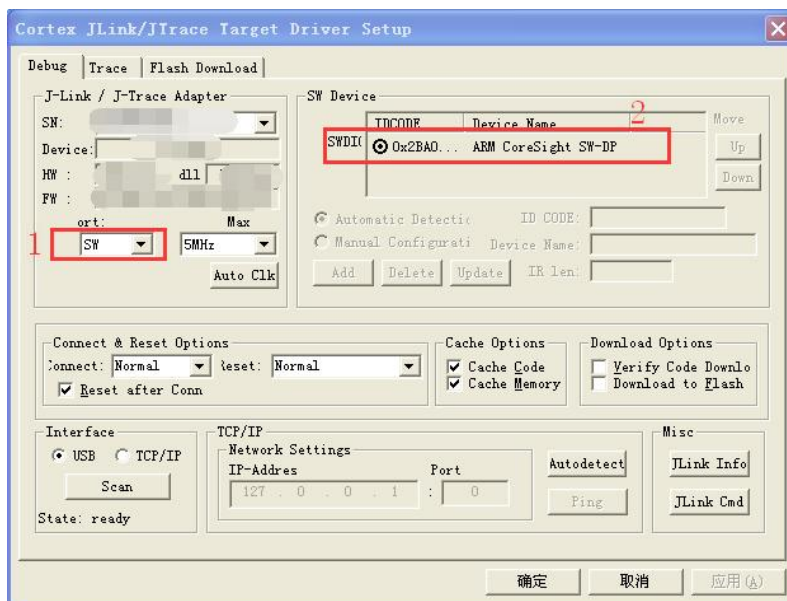 Cortex JLink/JTrace Target Driver Setup
Debug Trace Flash Download
J-Link / J-Trace Adapter
SN:
Device:
HW : dll
FW :
ort: Max
1 SW 5MHz
Auto Clk
SW Device
IDCODE Device Name 2 Move
SWDI( 0x2BA0... ARM CoreSight SW-DP Up
Down
Automatic Detectic ID CODE:
Manual Configurati Device Name:
Add Delete Update IR len:
Connect & Reset Options
Connect: Normal Reset: Normal
Reset after Conn
Cache Options
Cache Code
Cache Memory
Download Options
Verify Code Downlo
Download to Flash
Interface
USB TCP/IP
Scan
State: ready
TCP/IP
Network Settings
IP-Addres Port
127 . 0 . 0 . 1 : 0
Autodetect
Ping
Misc
JLink Info
JLink Cmd
确定 取消 应用(A)